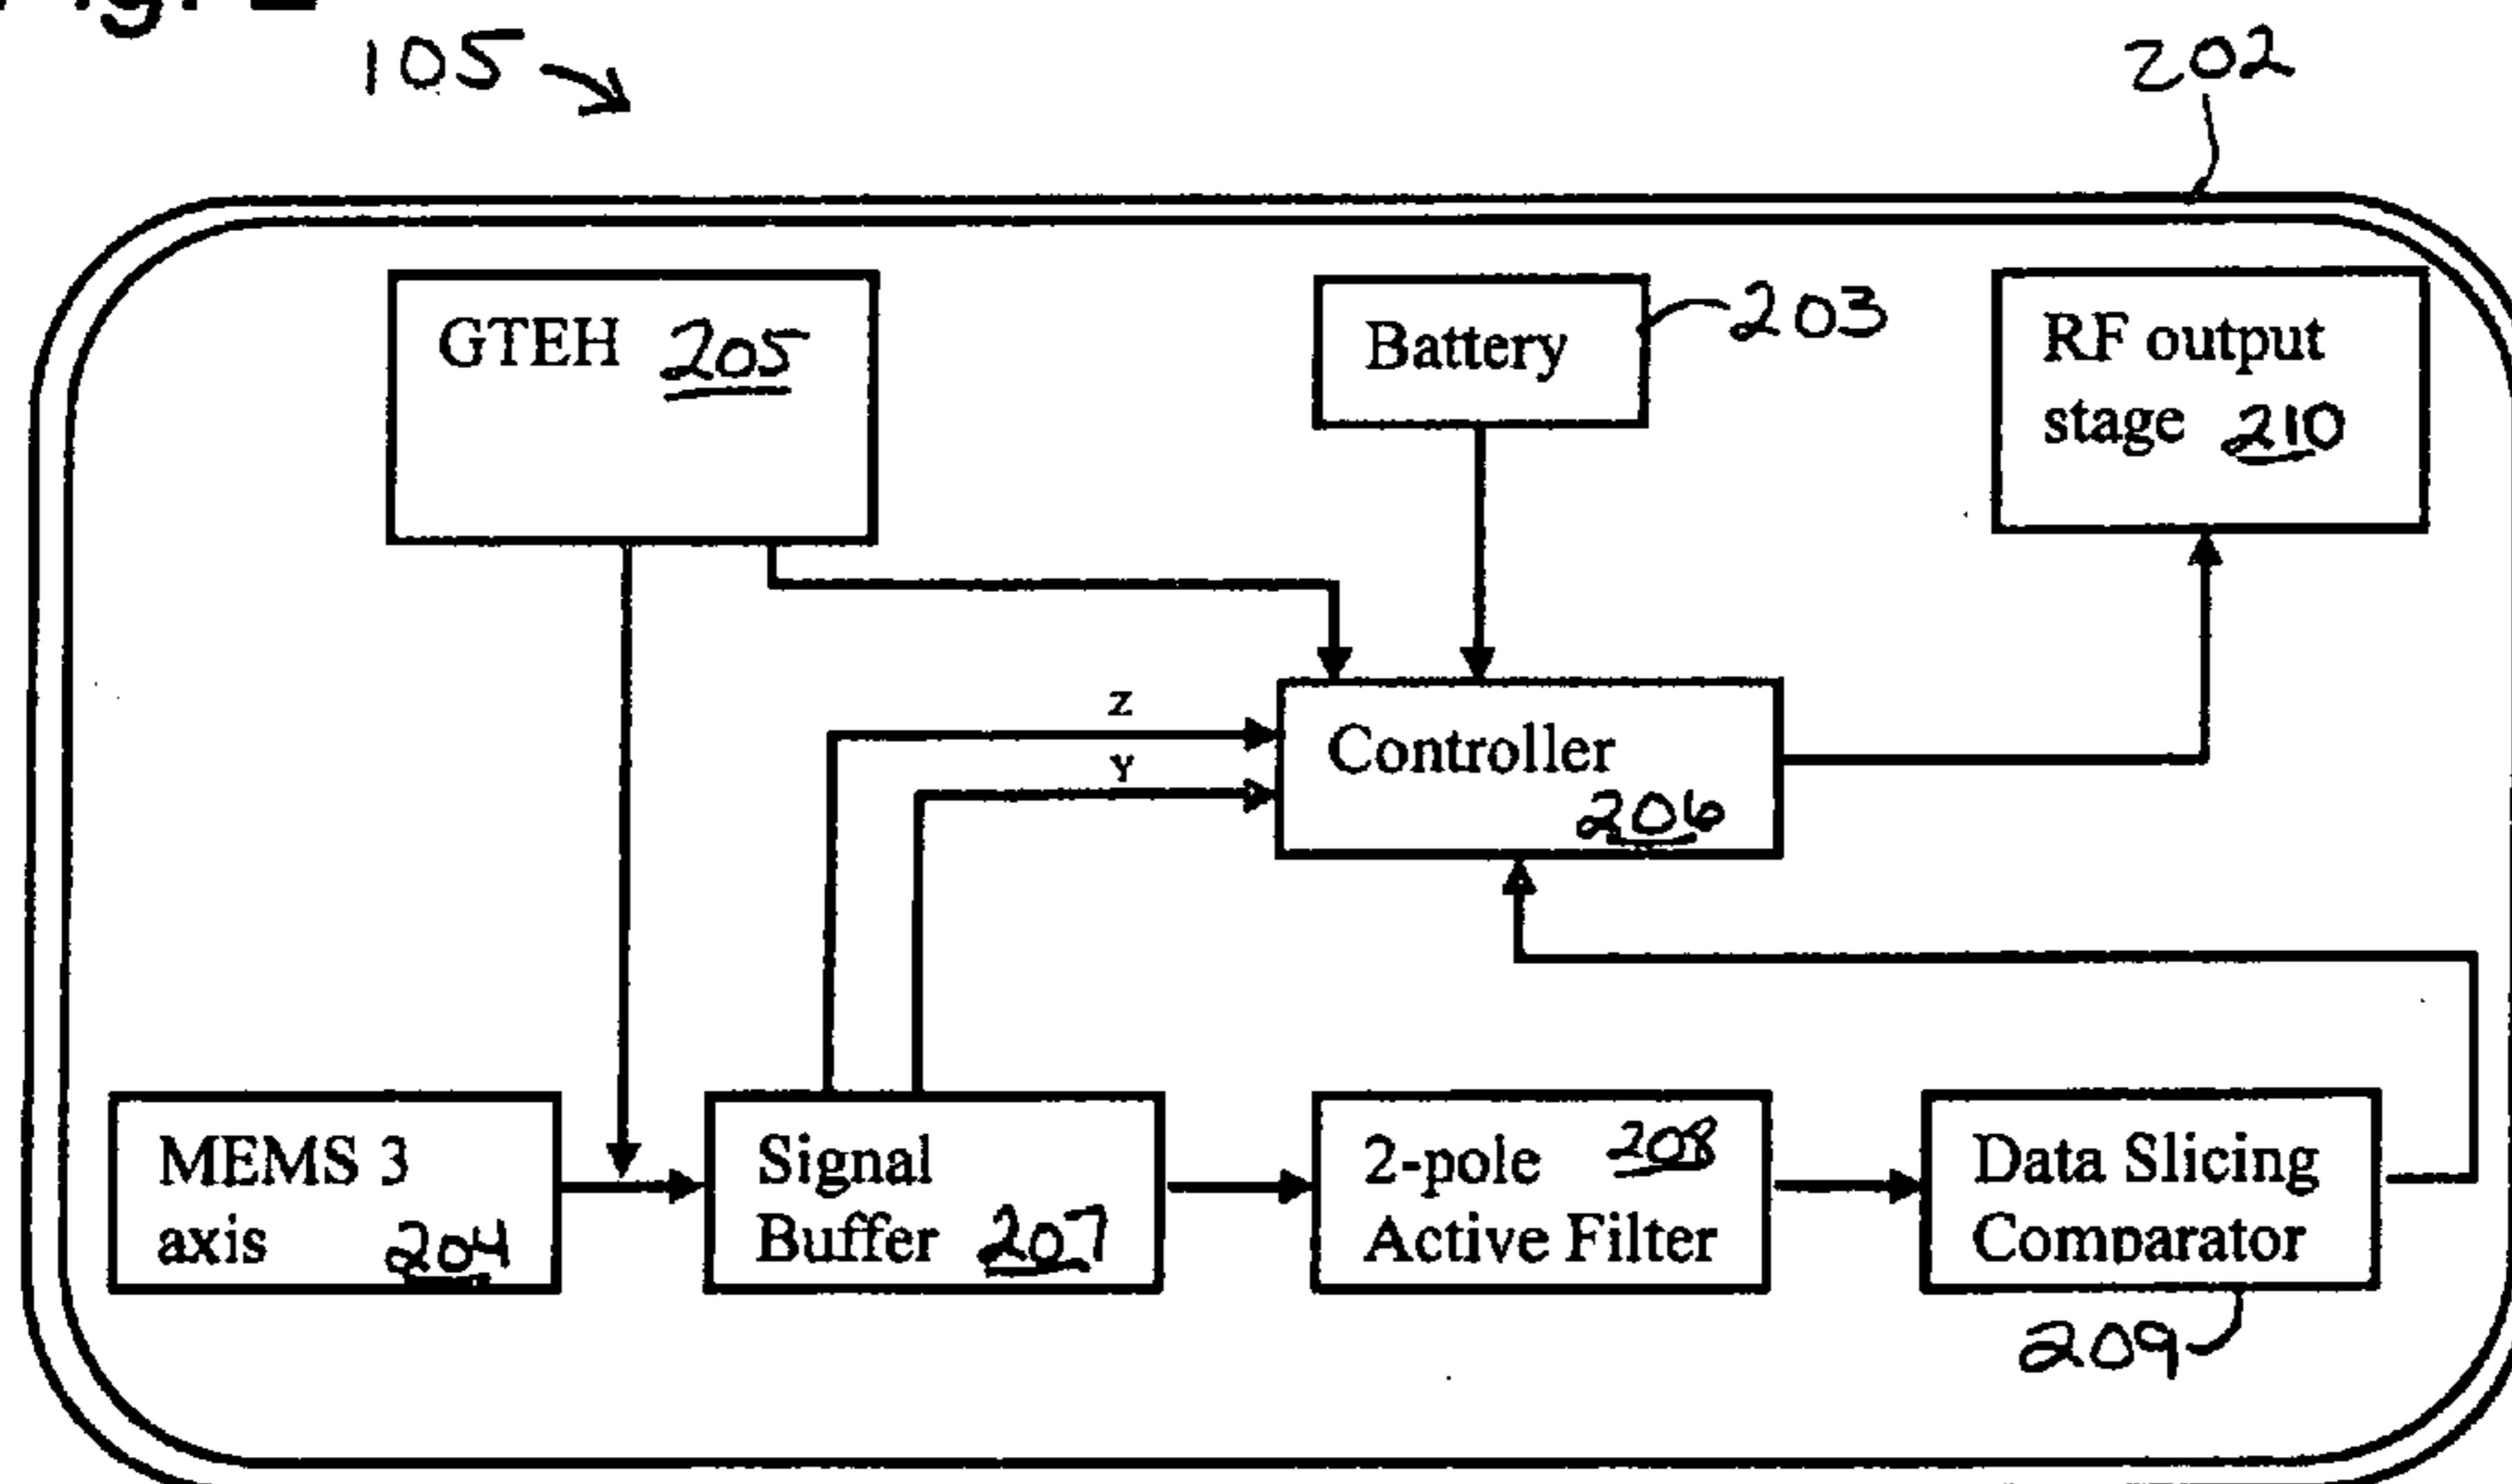 105
202
GTEH 205
Battery
203
RF output
stage 210
Z
Y
Controller
206
MEMS 3
axis 204
Signal
Buffer 207
2-pole 208
Active Filter
Data Slicing
Comparator
209